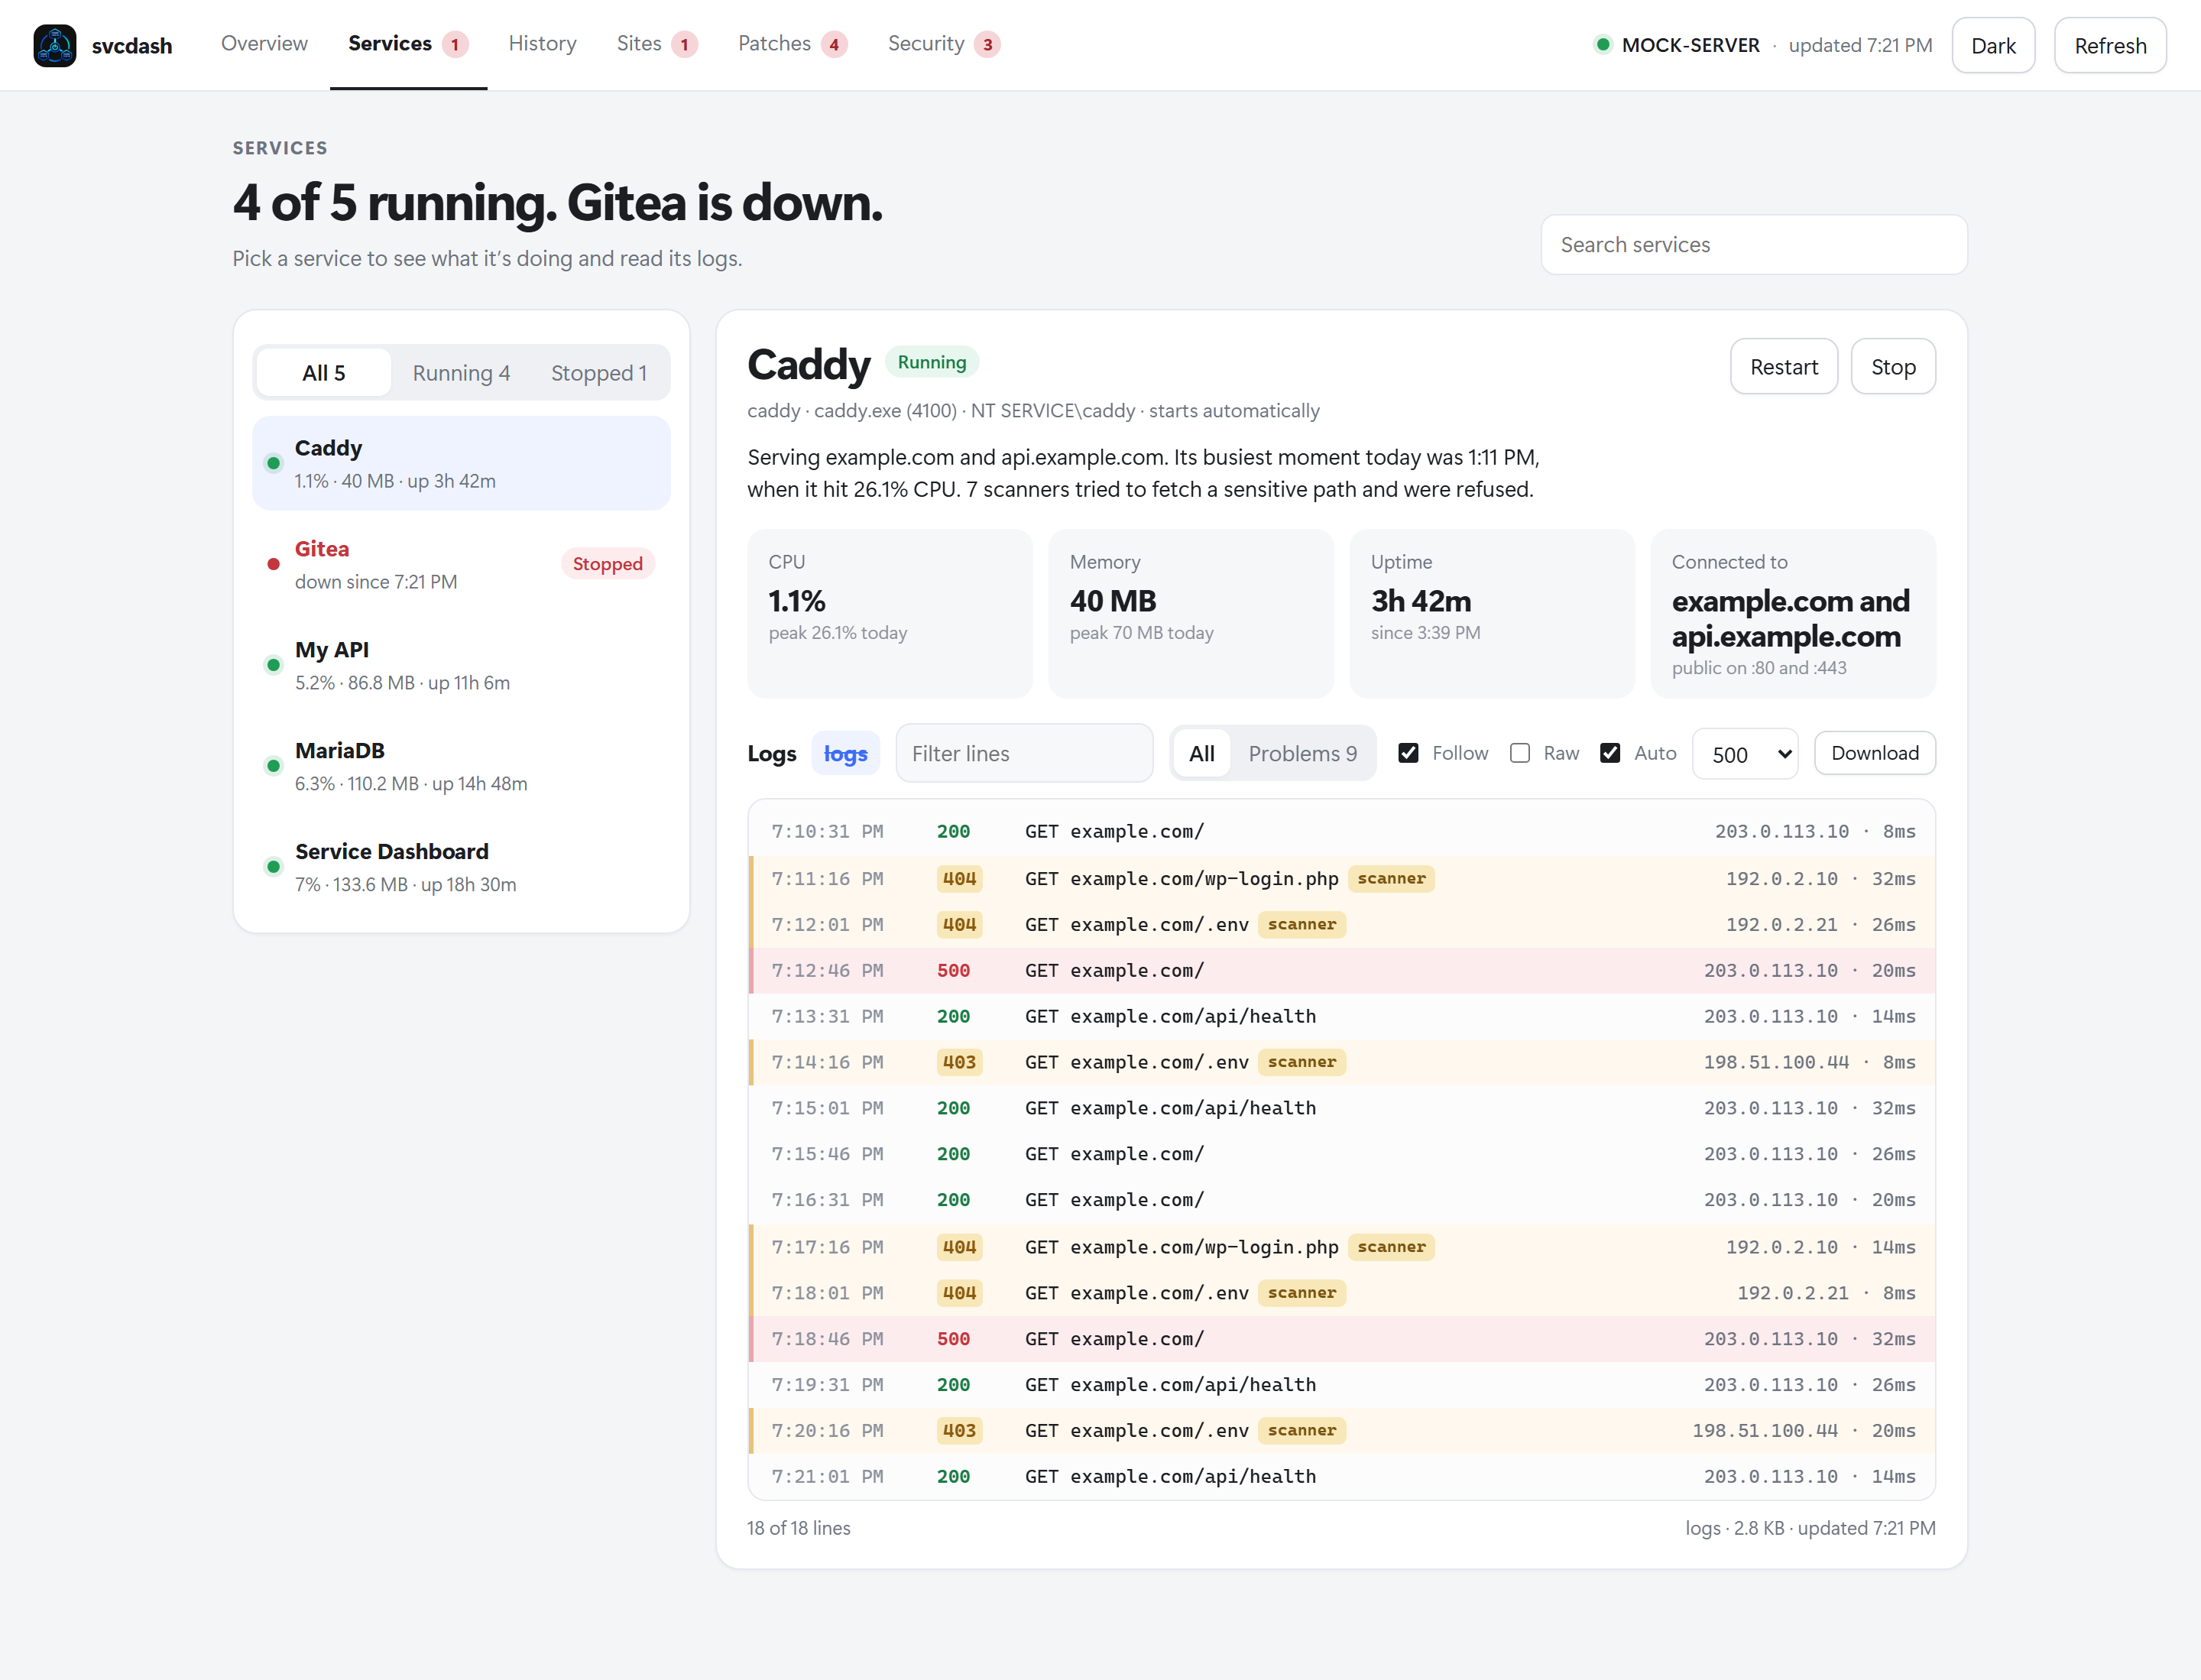 svcdash Overview Services 1 History Sites 1 Patches 4 Security 3 MOCK-SERVER · updated 7:21 PM Dark Refresh
SERVICES
4 of 5 running. Gitea is down.
Pick a service to see what it’s doing and read its logs.
Search services
All 5 Running 4 Stopped 1
Caddy
1.1% · 40 MB · up 3h 42m
Gitea
down since 7:21 PM
Stopped
My API
5.2% · 86.8 MB · up 11h 6m
MariaDB
6.3% · 110.2 MB · up 14h 48m
Service Dashboard
7% · 133.6 MB · up 18h 30m
Caddy Running Restart Stop
caddy · caddy.exe (4100) · NT SERVICE\caddy · starts automatically
Serving example.com and api.example.com. Its busiest moment today was 1:11 PM,
when it hit 26.1% CPU. 7 scanners tried to fetch a sensitive path and were refused.
CPU
1.1%
peak 26.1% today
Memory
40 MB
peak 70 MB today
Uptime
3h 42m
since 3:39 PM
Connected to
example.com and
api.example.com
public on :80 and :443
Logs logs Filter lines All Problems 9 Follow Raw Auto 500 Download
7:10:31 PM 200 GET example.com/ 203.0.113.10 · 8ms
7:11:16 PM 404 GET example.com/wp-login.php scanner 192.0.2.10 · 32ms
7:12:01 PM 404 GET example.com/.env scanner 192.0.2.21 · 26ms
7:12:46 PM 500 GET example.com/ 203.0.113.10 · 20ms
7:13:31 PM 200 GET example.com/api/health 203.0.113.10 · 14ms
7:14:16 PM 403 GET example.com/.env scanner 198.51.100.44 · 8ms
7:15:01 PM 200 GET example.com/api/health 203.0.113.10 · 32ms
7:15:46 PM 200 GET example.com/ 203.0.113.10 · 26ms
7:16:31 PM 200 GET example.com/ 203.0.113.10 · 20ms
7:17:16 PM 404 GET example.com/wp-login.php scanner 192.0.2.10 · 14ms
7:18:01 PM 404 GET example.com/.env scanner 192.0.2.21 · 8ms
7:18:46 PM 500 GET example.com/ 203.0.113.10 · 32ms
7:19:31 PM 200 GET example.com/api/health 203.0.113.10 · 26ms
7:20:16 PM 403 GET example.com/.env scanner 198.51.100.44 · 20ms
7:21:01 PM 200 GET example.com/api/health 203.0.113.10 · 14ms
18 of 18 lines logs · 2.8 KB · updated 7:21 PM